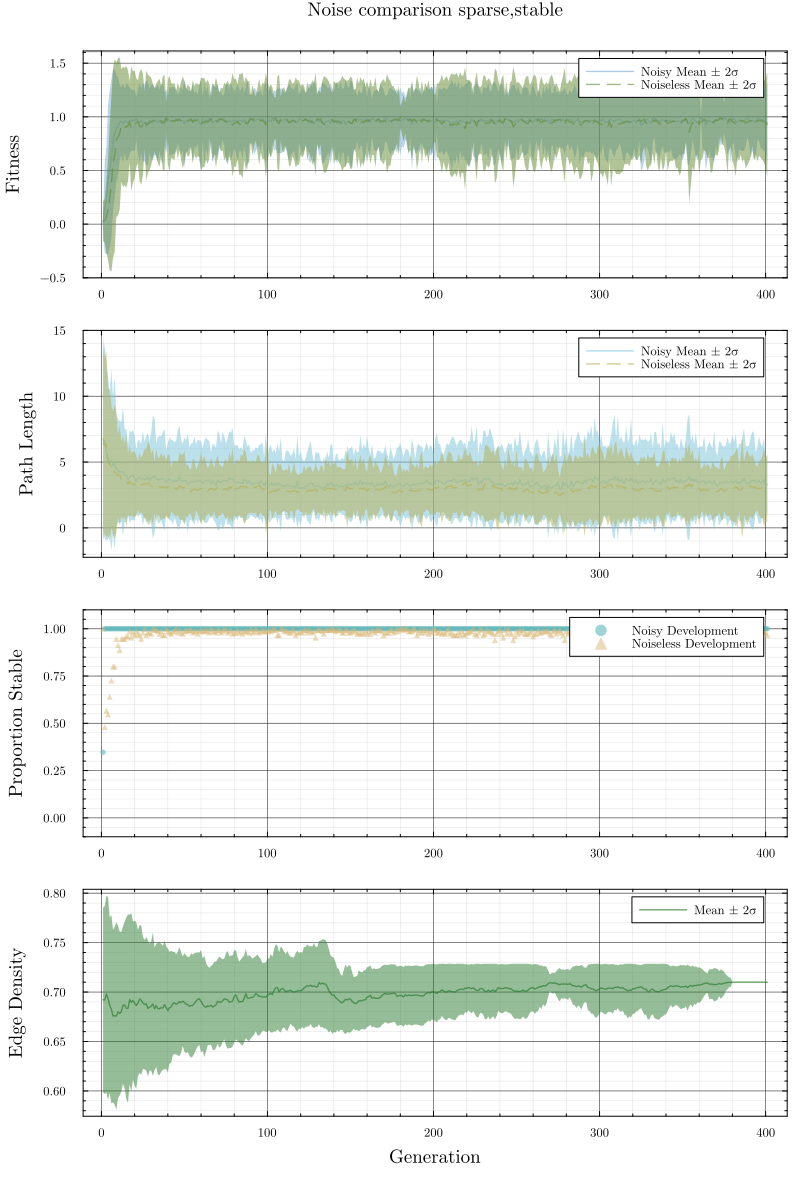 Noise comparison sparse,stable
1.5
1.0
0.5
0.0
−0.5
Fitness
Noisy Mean ± 2σ
Noiseless Mean ± 2σ
0 100 200 300 400
15
10
5
0
Path Length
Noisy Mean ± 2σ
Noiseless Mean ± 2σ
0 100 200 300 400
1.00
0.75
0.50
0.25
0.00
Proportion Stable
Noisy Development
Noiseless Development
0 100 200 300 400
0.80
0.75
0.70
0.65
0.60
Edge Density
Mean ± 2σ
0 100 200 300 400
Generation